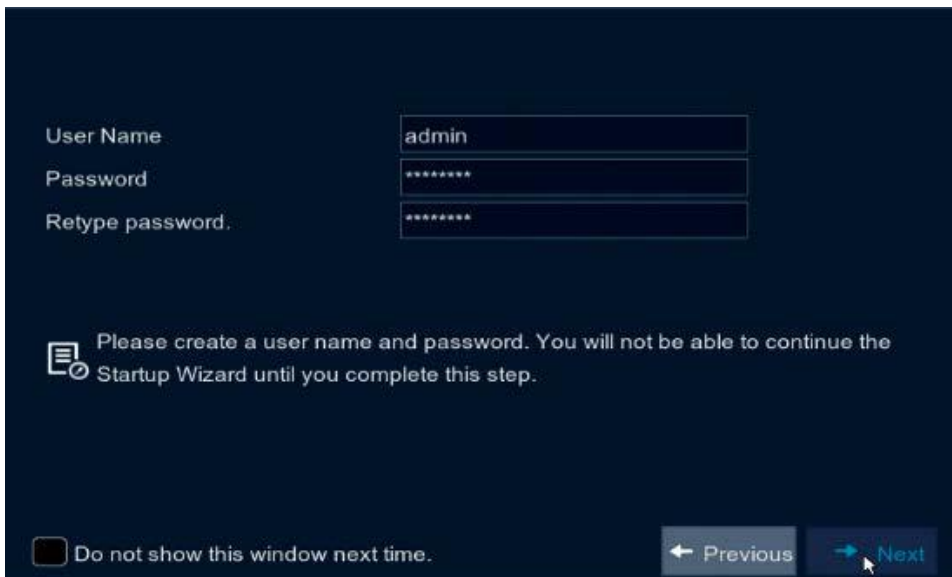 User Name
admin
Password
********
Retype password.
********
Please create a user name and password. You will not be able to continue the
Startup Wizard until you complete this step.
Do not show this window next time.
Previous
Next